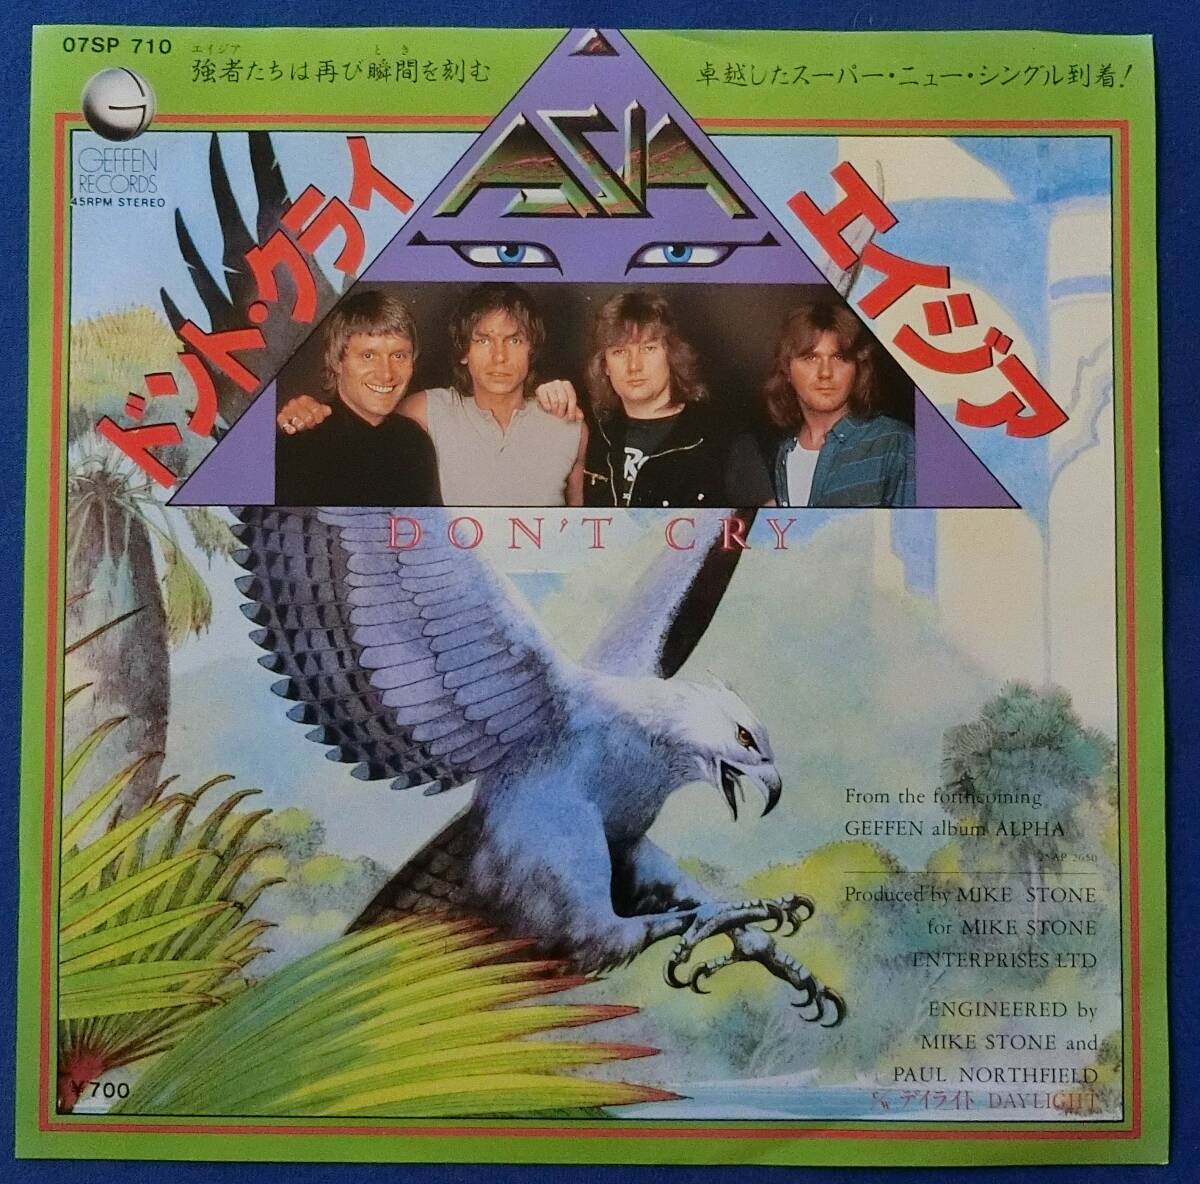 07SP 710
エイジア
とき
強者たちは再び瞬間を刻む
卓越したスーパー・ニュー・シングル到着!
GEFFEN
RECORDS
45RPM STEREO
ASIA
ドント・クライ
エイジア
DON'T CRY
From the forthcoming
GEFFEN album ALPHA
25AP 2650
Produced by MIKE STONE
for MIKE STONE
ENTERPRISES LTD
ENGINEERED by
MIKE STONE and
PAUL NORTHFIELD
c/w デイライト DAYLIGHT
¥700